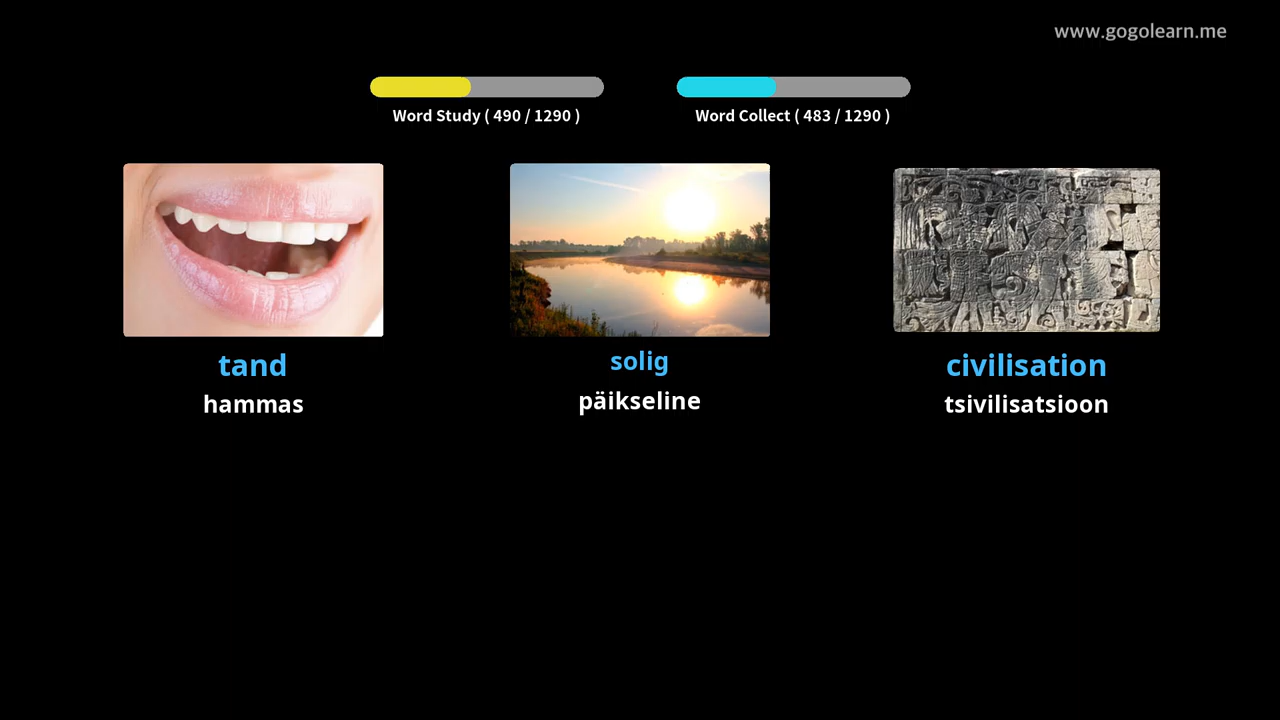 www.gogolearn.me
Word Study ( 490 / 1290 )
Word Collect ( 483 / 1290 )
tand
hammas
solig
päikseline
civilisation
tsivilisatsioon